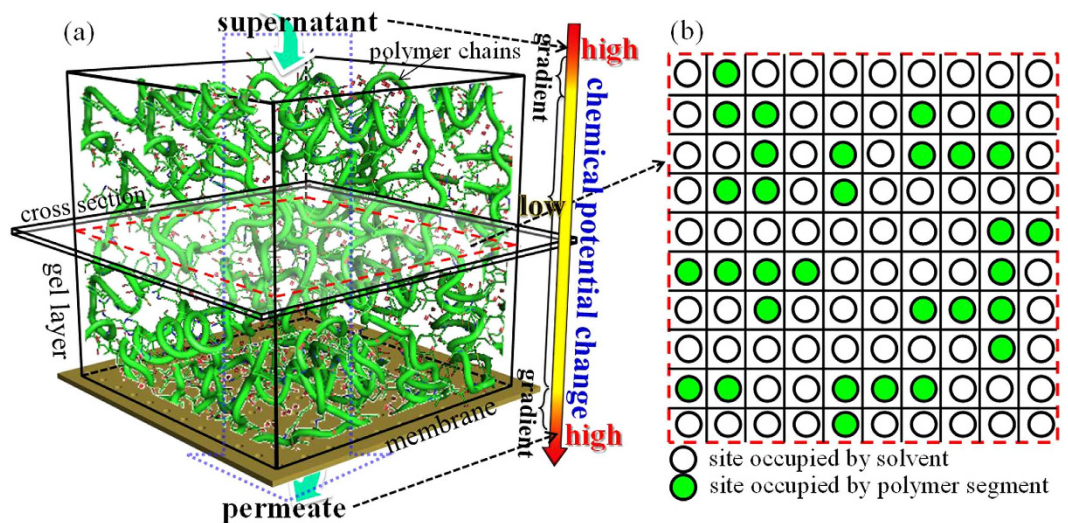 (a)
supernatant
polymer chains
high
gradient
chemical potential change
low
cross section
gel layer
gradient
membrane
high
permeate
(b)
site occupied by solvent
site occupied by polymer segment